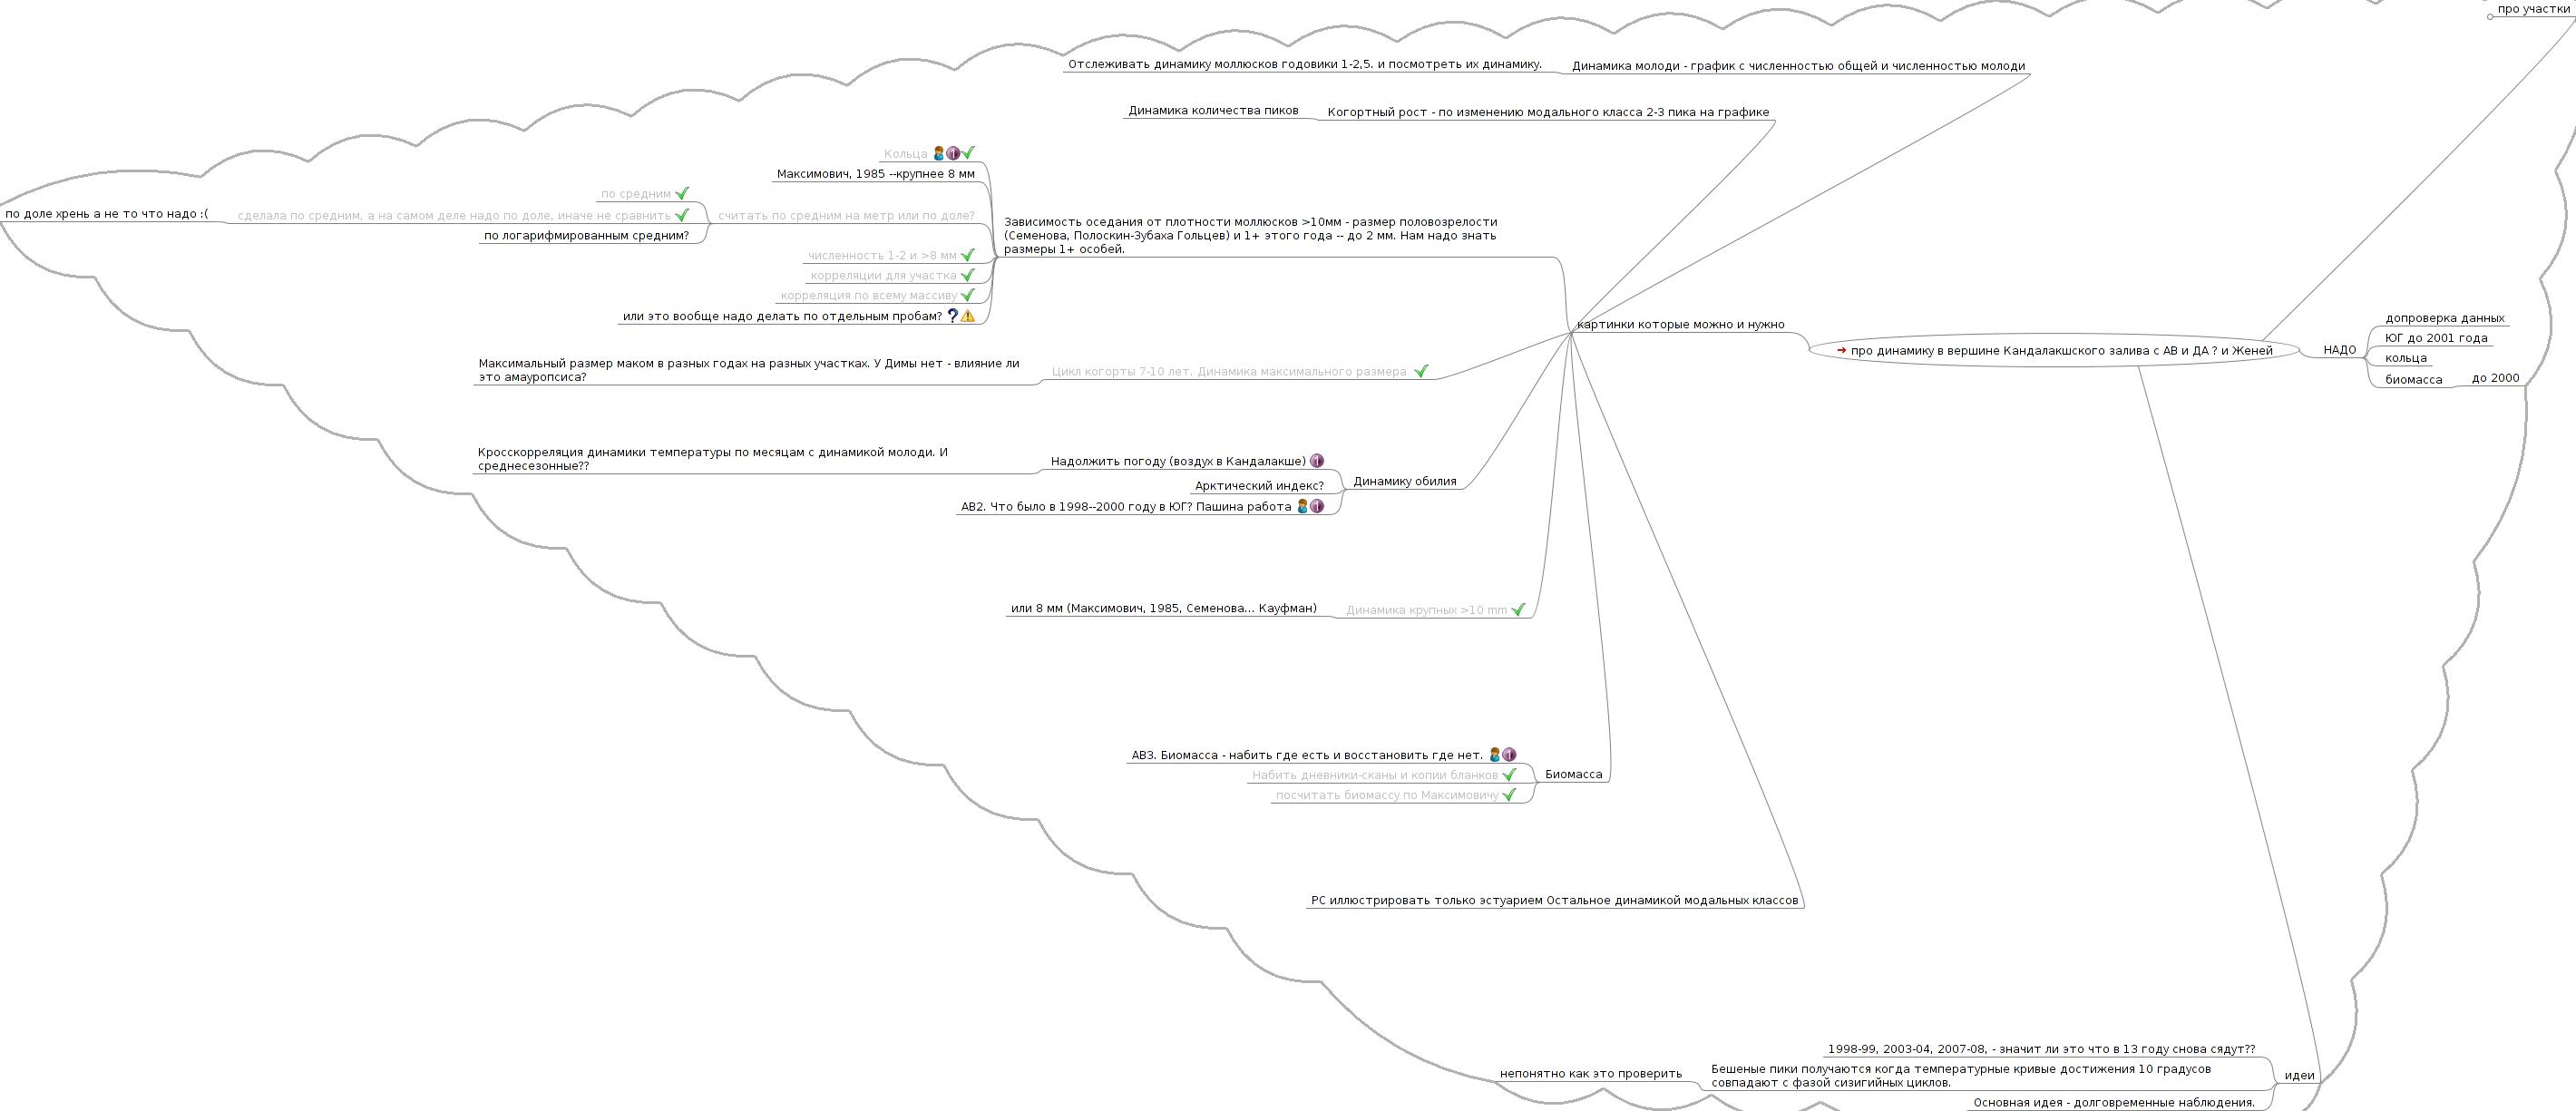 про участки
Отслеживать динамику моллюсков годовики 1-2,5. и посмотреть их динамику.
Динамика молоди - график с численностью общей и численностью молоди
Динамика количества пиков
Когортный рост - по изменению модального класса 2-3 пика на графике
Кольца
Максимович, 1985 --крупнее 8 мм
по средним
по доле хрень а не то что надо :(
сделала по средним, а на самом деле надо по доле, иначе не сравнить
считать по средним на метр или по доле?
по логарифмированным средним?
Зависимость оседания от плотности моллюсков >10мм - размер половозрелости
(Семенова, Полоскин-Зубаха Гольцев) и 1+ этого года -- до 2 мм. Нам надо знать
размеры 1+ особей.
численность 1-2 и >8 мм
корреляции для участка
корреляция по всему массиву
или это вообще надо делать по отдельным пробам?
картинки которые можно и нужно
про динамику в вершине Кандалакшского залива с АВ и ДА ? и Женей
НАДО
допроверка данных
ЮГ до 2001 года
кольца
биомасса
до 2000
Максимальный размер маком в разных годах на разных участках. У Димы нет - влияние ли
это амауропсиса?
Цикл когорты 7-10 лет. Динамика максимального размера
Кросскорреляция динамики температуры по месяцам с динамикой молоди. И
среднесезонные??
Надолжить погоду (воздух в Кандалакше)
Арктический индекс?
АВ2. Что было в 1998--2000 году в ЮГ? Пашина работа
Динамику обилия
или 8 мм (Максимович, 1985, Семенова... Кауфман)
Динамика крупных >10 mm
АВ3. Биомасса - набить где есть и восстановить где нет.
Набить дневники-сканы и копии бланков
посчитать биомассу по Максимовичу
Биомасса
РС иллюстрировать только эстуарием Остальное динамикой модальных классов
1998-99, 2003-04, 2007-08, - значит ли это что в 13 году снова сядут??
непонятно как это проверить
Бешеные пики получаются когда температурные кривые достижения 10 градусов
совпадают с фазой сизигийных циклов.
идеи
Основная идея - долговременные наблюдения.